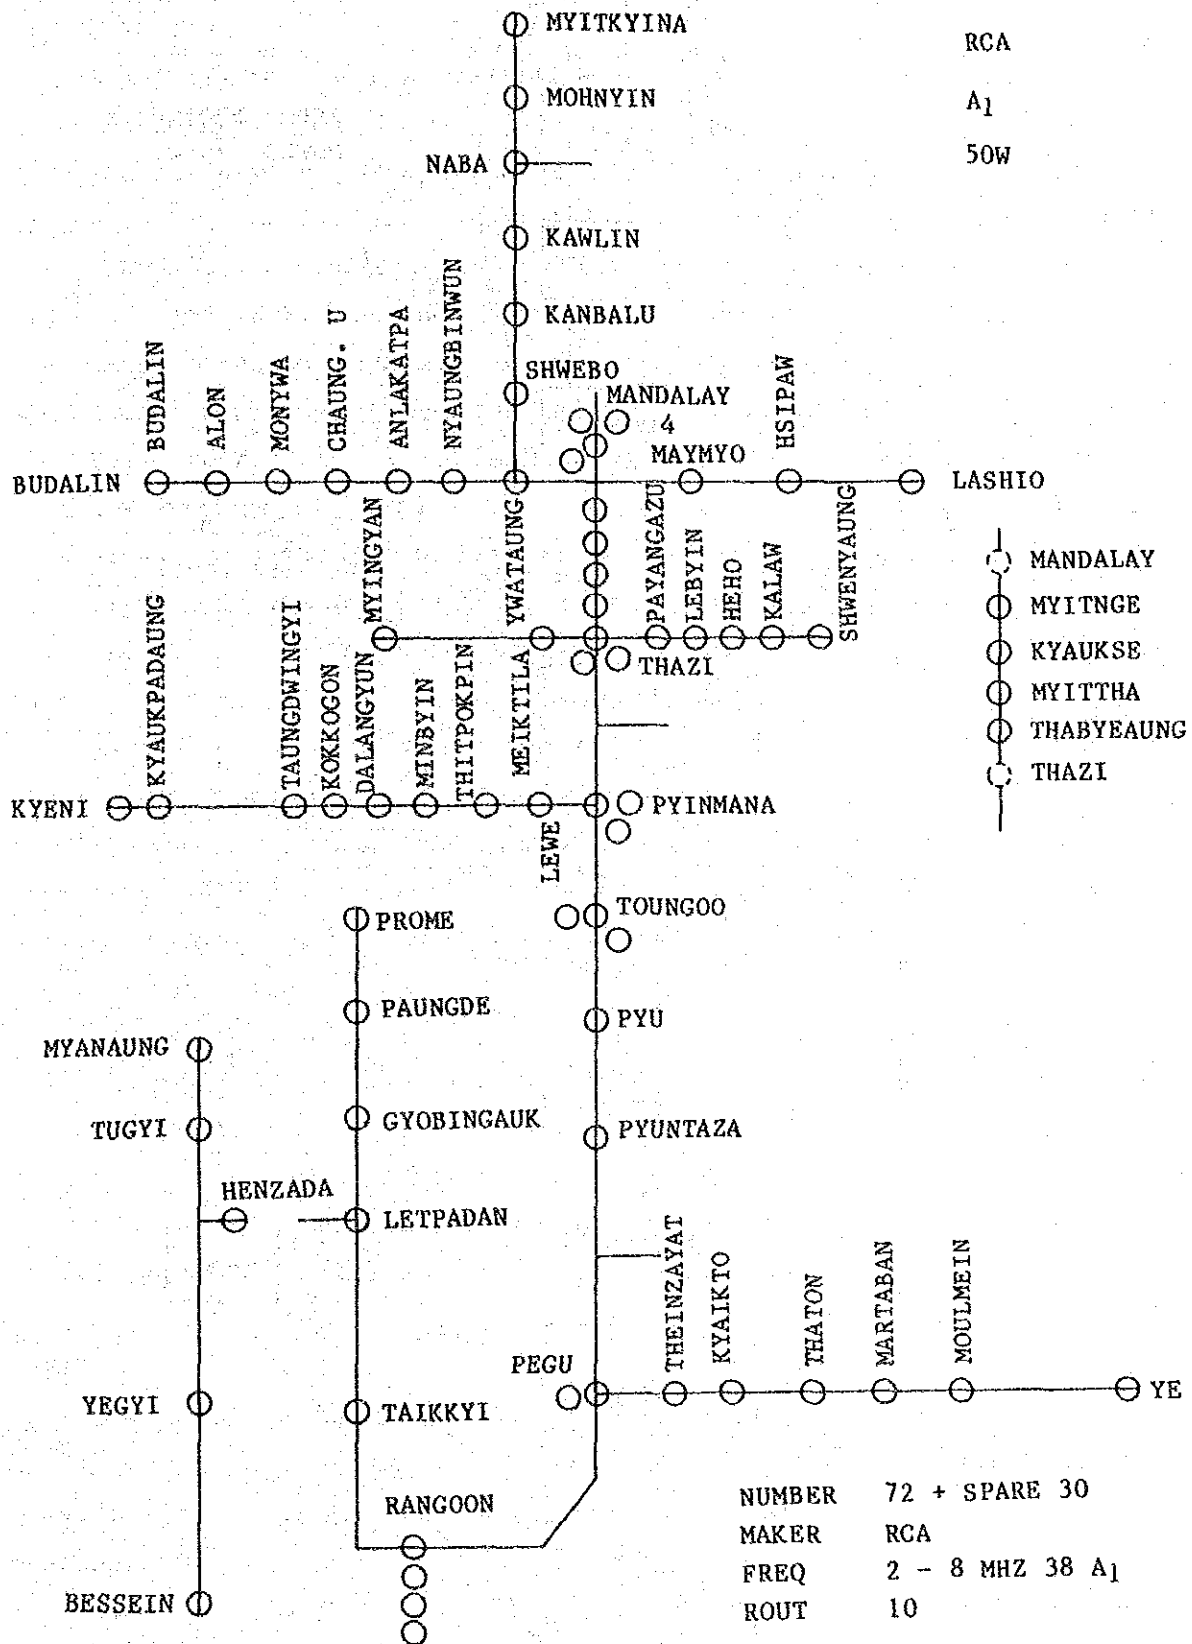 MYITKYINA
RCA
MOHNYIN
A1
NABA
50W
KAWLIN
KANBALU
SHWEBO
MANDALAY
4
BUDALIN
ALON
MONYWA
CHAUNG. U
ANLAKATPA
NYAUNGBINWUN
MAYMYO
HSIPAW
BUDALIN
LASHIO
MYINGYAN
YWATAUNG
PAYANGAZU
LEBYIN
HEHO
KALAW
SHWENYAUNG
MANDALAY
MYITNGE
KYAUKSE
MYITTHA
THABYEAUNG
THAZI
THAZI
KYAUKPADAUNG
TAUNGDWINGYI
KOKKOGON
DALANGYUN
MINBYIN
THITPOKPIN
MEIKTILA
KYENI
PYINMANA
LEWE
PROME
TOUNGOO
PAUNGDE
PYU
MYANAUNG
TUGYI
GYOBINGAUK
PYUNTAZA
HENZADA
LETPADAN
THEINZAYAT
KYAIKTO
THATON
MARTABAN
MOULMEIN
PEGU
YE
YEGYI
TAIKKYI
RANGOON
BESSEIN
NUMBER 72 + SPARE 30
MAKER RCA
FREQ 2 - 8 MHZ 38 A1
ROUT 10